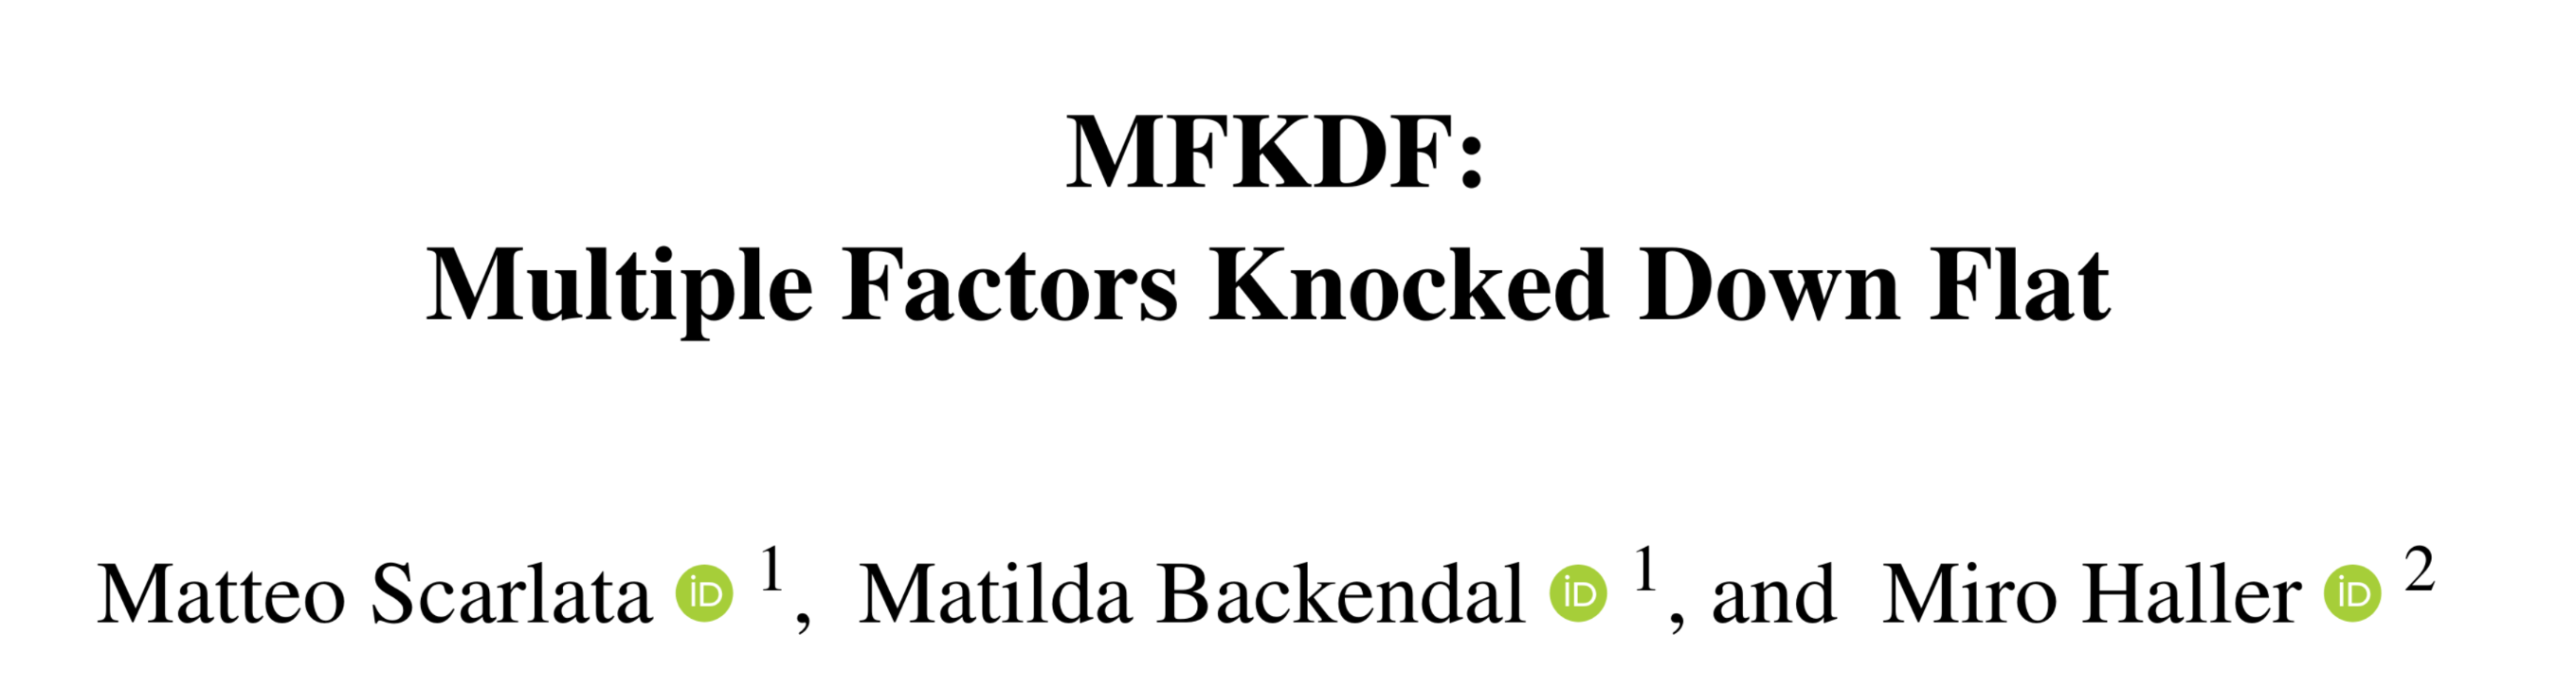 MFKDF:
Multiple Factors Knocked Down Flat
Matteo Scarlata iD 1, Matilda Backendal iD 1, and Miro Haller iD 2